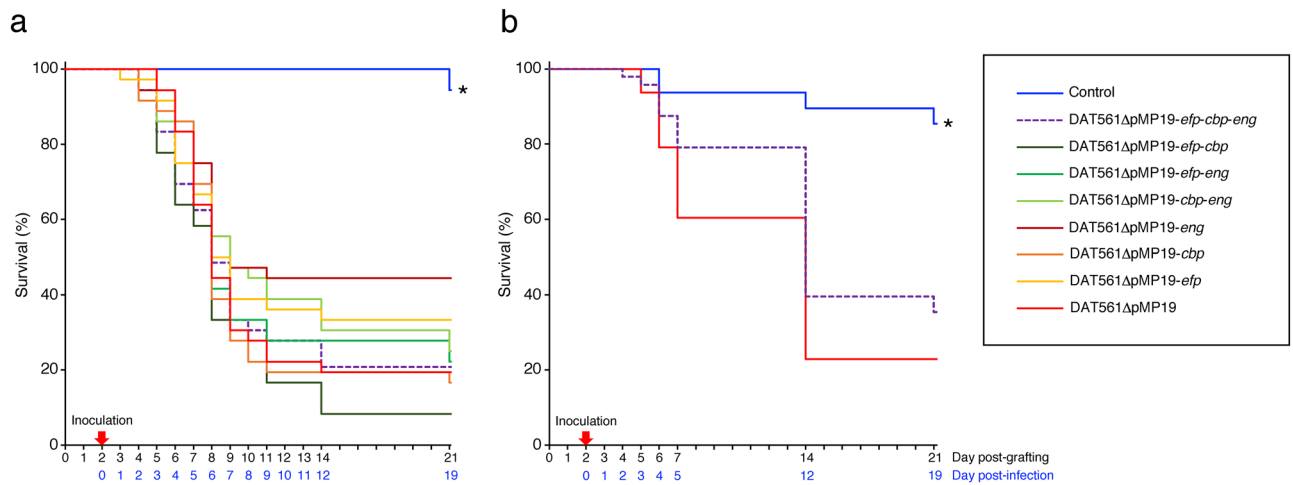 a
b
100
80
60
40
20
0
Survival (%)
Inoculation
*
0 1 2 3 4 5 6 7 8 9 10 11 12 13 14 21
0 1 2 3 4 5 6 7 8 9 10 11 12 19
100
80
60
40
20
0
Survival (%)
Inoculation
*
0 1 2 3 4 5 6 7 14 21 Day post-grafting
0 1 2 3 4 5 12 19 Day post-infection
Control
DAT561ΔpMP19-efp-cbp-eng
DAT561ΔpMP19-efp-cbp
DAT561ΔpMP19-efp-eng
DAT561ΔpMP19-cbp-eng
DAT561ΔpMP19-eng
DAT561ΔpMP19-cbp
DAT561ΔpMP19-efp
DAT561ΔpMP19